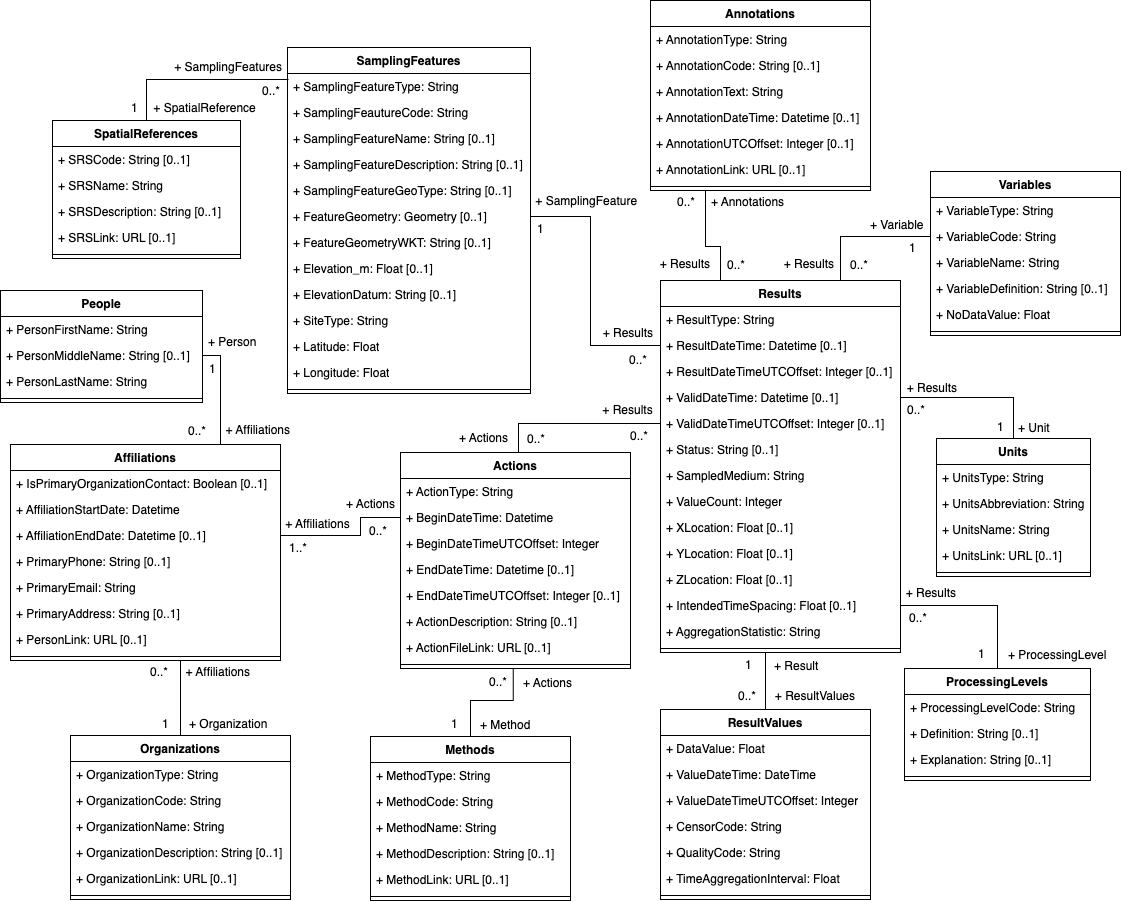 Annotations
+ AnnotationType: String
+ AnnotationCode: String [0..1]
+ AnnotationText: String
+ AnnotationDateTime: Datetime [0..1]
+ AnnotationUTCOffset: Integer [0..1]
+ AnnotationLink: URL [0..1]
0..*
+ Annotations
+ Results
0..*
SamplingFeatures
+ SamplingFeatureType: String
+ SamplingFeautureCode: String
+ SamplingFeatureName: String [0..1]
+ SamplingFeatureDescription: String [0..1]
+ SamplingFeatureGeoType: String [0..1]
+ FeatureGeometry: Geometry [0..1]
+ FeatureGeometryWKT: String [0..1]
+ Elevation_m: Float [0..1]
+ ElevationDatum: String [0..1]
+ SiteType: String
+ Latitude: Float
+ Longitude: Float
+ SamplingFeatures
0..*
1
+ SpatialReference
SpatialReferences
+ SRSCode: String [0..1]
+ SRSName: String
+ SRSDescription: String [0..1]
+ SRSLink: URL [0..1]
+ SamplingFeature
1
+ Results
0..*
Variables
+ VariableType: String
+ VariableCode: String
+ VariableName: String
+ VariableDefinition: String [0..1]
+ NoDataValue: Float
+ Variable
1
+ Results
0..*
People
+ PersonFirstName: String
+ PersonMiddleName: String [0..1]
+ PersonLastName: String
+ Person
1
0..*
+ Affiliations
Results
+ ResultType: String
+ ResultDateTime: Datetime [0..1]
+ ResultDateTimeUTCOffset: Integer [0..1]
+ ValidDateTime: Datetime [0..1]
+ ValidDateTimeUTCOffset: Integer [0..1]
+ Status: String [0..1]
+ SampledMedium: String
+ ValueCount: Integer
+ XLocation: Float [0..1]
+ YLocation: Float [0..1]
+ ZLocation: Float [0..1]
+ IntendedTimeSpacing: Float [0..1]
+ AggregationStatistic: String
+ Results
0..*
1
+ Unit
Units
+ UnitsType: String
+ UnitsAbbreviation: String
+ UnitsName: String
+ UnitsLink: URL [0..1]
+ Results
0..*
+ Actions
0..*
Affiliations
+ IsPrimaryOrganizationContact: Boolean [0..1]
+ AffiliationStartDate: Datetime
+ AffiliationEndDate: Datetime [0..1]
+ PrimaryPhone: String [0..1]
+ PrimaryEmail: String
+ PrimaryAddress: String [0..1]
+ PersonLink: URL [0..1]
+ Actions
0..*
+ Affiliations
1..*
Actions
+ ActionType: String
+ BeginDateTime: Datetime
+ BeginDateTimeUTCOffset: Integer
+ EndDateTime: Datetime [0..1]
+ EndDateTimeUTCOffset: Integer [0..1]
+ ActionDescription: String [0..1]
+ ActionFileLink: URL [0..1]
+ Results
0..*
1
+ ProcessingLevel
ProcessingLevels
+ ProcessingLevelCode: String
+ Definition: String [0..1]
+ Explanation: String [0..1]
0..*
+ Affiliations
1
+ Organization
Organizations
+ OrganizationType: String
+ OrganizationCode: String
+ OrganizationName: String
+ OrganizationDescription: String [0..1]
+ OrganizationLink: URL [0..1]
0..*
+ Actions
1
+ Method
Methods
+ MethodType: String
+ MethodCode: String
+ MethodName: String
+ MethodDescription: String [0..1]
+ MethodLink: URL [0..1]
1
+ Result
0..*
+ ResultValues
ResultValues
+ DataValue: Float
+ ValueDateTime: DateTime
+ ValueDateTimeUTCOffset: Integer
+ CensorCode: String
+ QualityCode: String
+ TimeAggregationInterval: Float